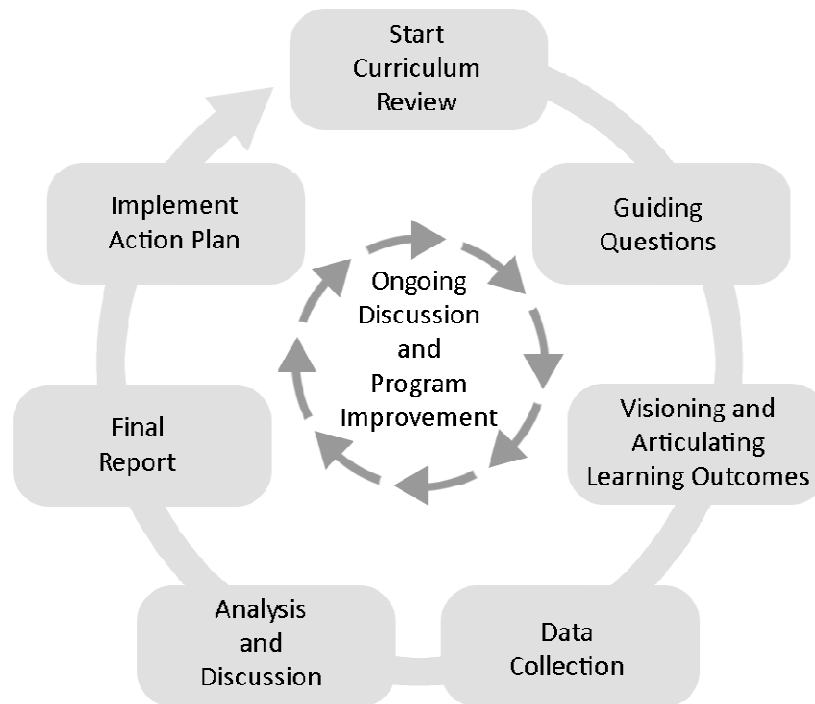 Start
Curriculum
Review
Guiding
Questions
Visioning and
Articulating
Learning Outcomes
Data
Collection
Analysis
and
Discussion
Final
Report
Implement
Action Plan
Ongoing
Discussion
and
Program
Improvement